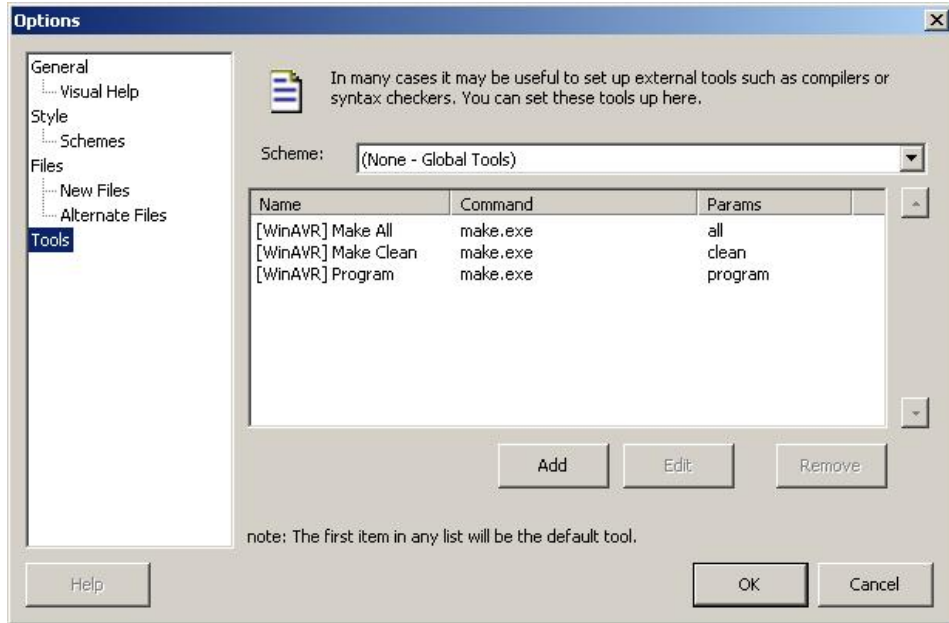 Options
General
Visual Help
Style
Schemes
Files
New Files
Alternate Files
Tools
In many cases it may be useful to set up external tools such as compilers or
syntax checkers. You can set these tools up here.
Scheme: (None - Global Tools)
Name Command Params
[WinAVR] Make All make.exe all
[WinAVR] Make Clean make.exe clean
[WinAVR] Program make.exe program
Add Edit Remove
note: The first item in any list will be the default tool.
Help OK Cancel